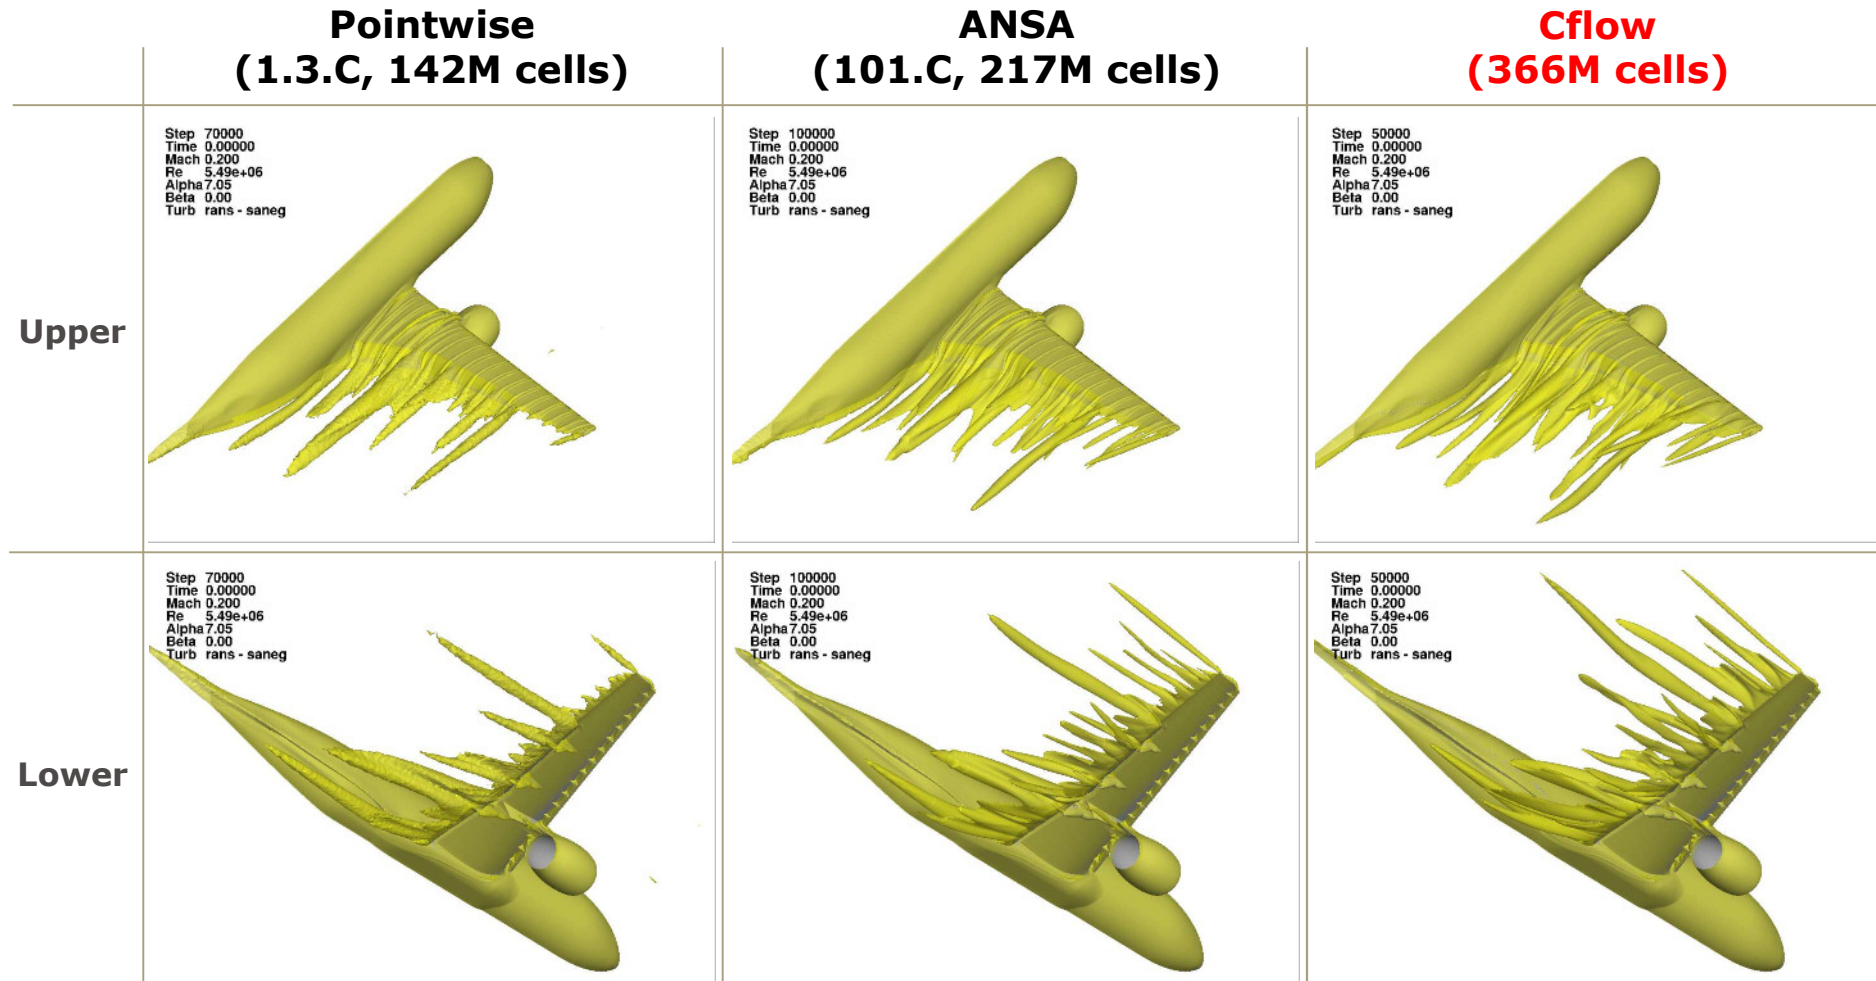 Pointwise
(1.3.C, 142M cells)
ANSA
(101.C, 217M cells)
Cflow
(366M cells)
Upper
Step 70000
Time 0.00000
Mach 0.200
Re 5.49e+06
Alpha 7.05
Beta 0.00
Turb rans - saneg
Step 100000
Time 0.00000
Mach 0.200
Re 5.49e+06
Alpha 7.05
Beta 0.00
Turb rans - saneg
Step 50000
Time 0.00000
Mach 0.200
Re 5.49e+06
Alpha 7.05
Beta 0.00
Turb rans - saneg
Lower
Step 70000
Time 0.00000
Mach 0.200
Re 5.49e+06
Alpha 7.05
Beta 0.00
Turb rans - saneg
Step 100000
Time 0.00000
Mach 0.200
Re 5.49e+06
Alpha 7.05
Beta 0.00
Turb rans - saneg
Step 50000
Time 0.00000
Mach 0.200
Re 5.49e+06
Alpha 7.05
Beta 0.00
Turb rans - saneg